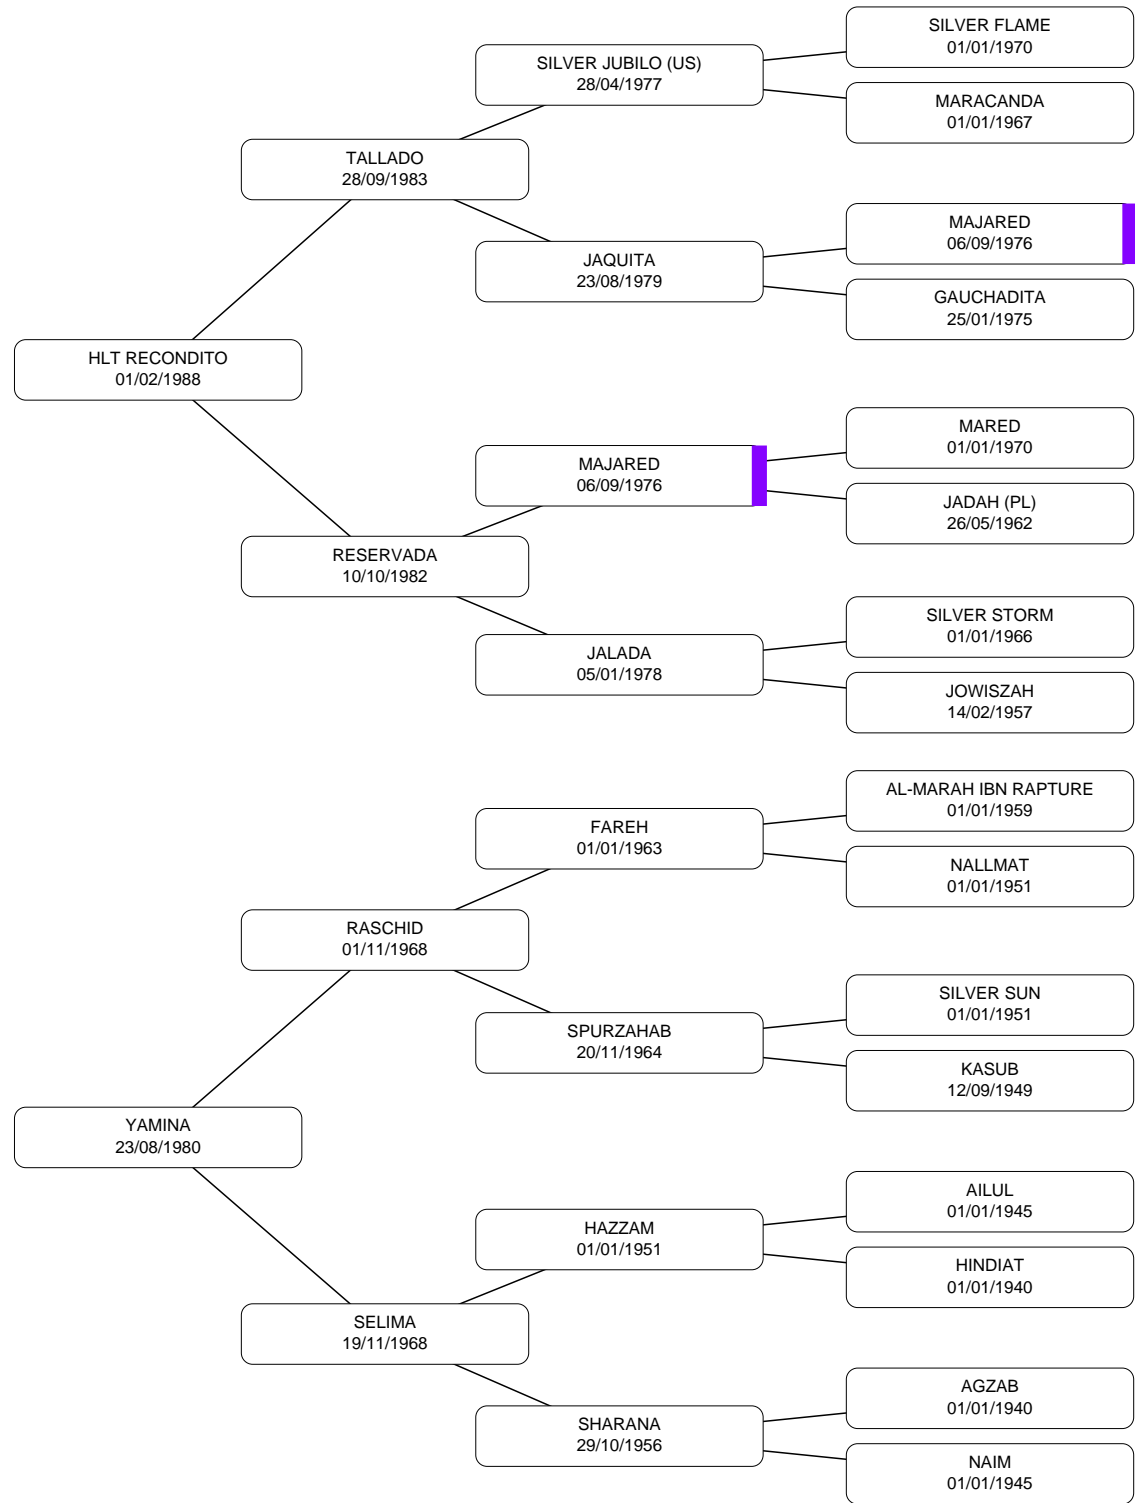 SILVER FLAME
01/01/1970
SILVER JUBILO (US)
28/04/1977
MARACANDA
01/01/1967
TALLADO
28/09/1983
MAJARED
06/09/1976
JAQUITA
23/08/1979
GAUCHADITA
25/01/1975
HLT RECONDITO
01/02/1988
MARED
01/01/1970
MAJARED
06/09/1976
JADAH (PL)
26/05/1962
RESERVADA
10/10/1982
SILVER STORM
01/01/1966
JALADA
05/01/1978
JOWISZAH
14/02/1957
AL-MARAH IBN RAPTURE
01/01/1959
FAREH
01/01/1963
NALLMAT
01/01/1951
RASCHID
01/11/1968
SILVER SUN
01/01/1951
SPURZAHAB
20/11/1964
KASUB
12/09/1949
YAMINA
23/08/1980
AILUL
01/01/1945
HAZZAM
01/01/1951
HINDIAT
01/01/1940
SELIMA
19/11/1968
AGZAB
01/01/1940
SHARANA
29/10/1956
NAIM
01/01/1945